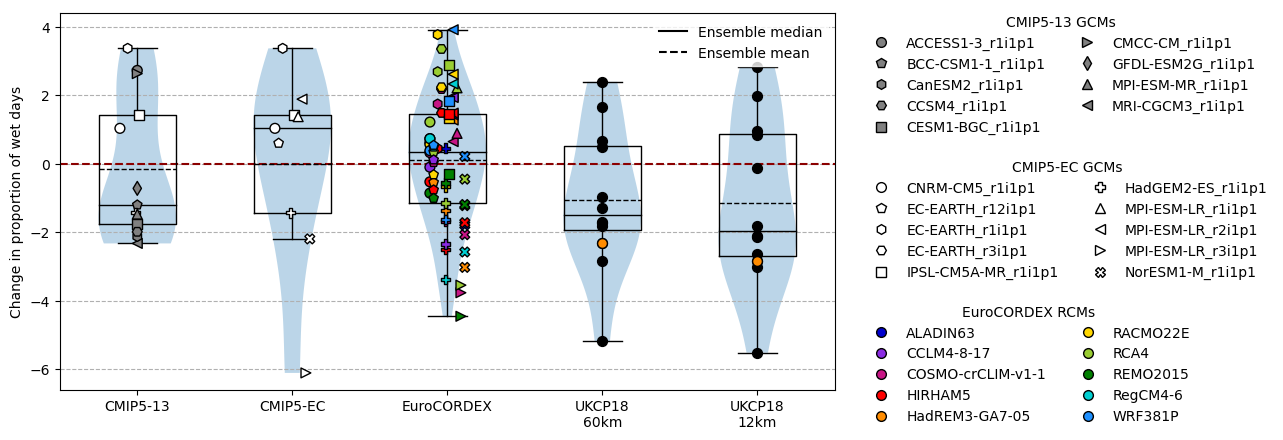 Change in proportion of wet days
4
2
0
−2
−4
−6
Ensemble median
Ensemble mean
CMIP5-13
CMIP5-EC
EuroCORDEX
UKCP18
60km
UKCP18
12km
CMIP5-13 GCMs
ACCESS1-3_r1i1p1
BCC-CSM1-1_r1i1p1
CanESM2_r1i1p1
CCSM4_r1i1p1
CESM1-BGC_r1i1p1
CMCC-CM_r1i1p1
GFDL-ESM2G_r1i1p1
MPI-ESM-MR_r1i1p1
MRI-CGCM3_r1i1p1
CMIP5-EC GCMs
CNRM-CM5_r1i1p1
EC-EARTH_r12i1p1
EC-EARTH_r1i1p1
EC-EARTH_r3i1p1
IPSL-CM5A-MR_r1i1p1
HadGEM2-ES_r1i1p1
MPI-ESM-LR_r1i1p1
MPI-ESM-LR_r2i1p1
MPI-ESM-LR_r3i1p1
NorESM1-M_r1i1p1
EuroCORDEX RCMs
ALADIN63
CCLM4-8-17
COSMO-crCLIM-v1-1
HIRHAM5
HadREM3-GA7-05
RACMO22E
RCA4
REMO2015
RegCM4-6
WRF381P